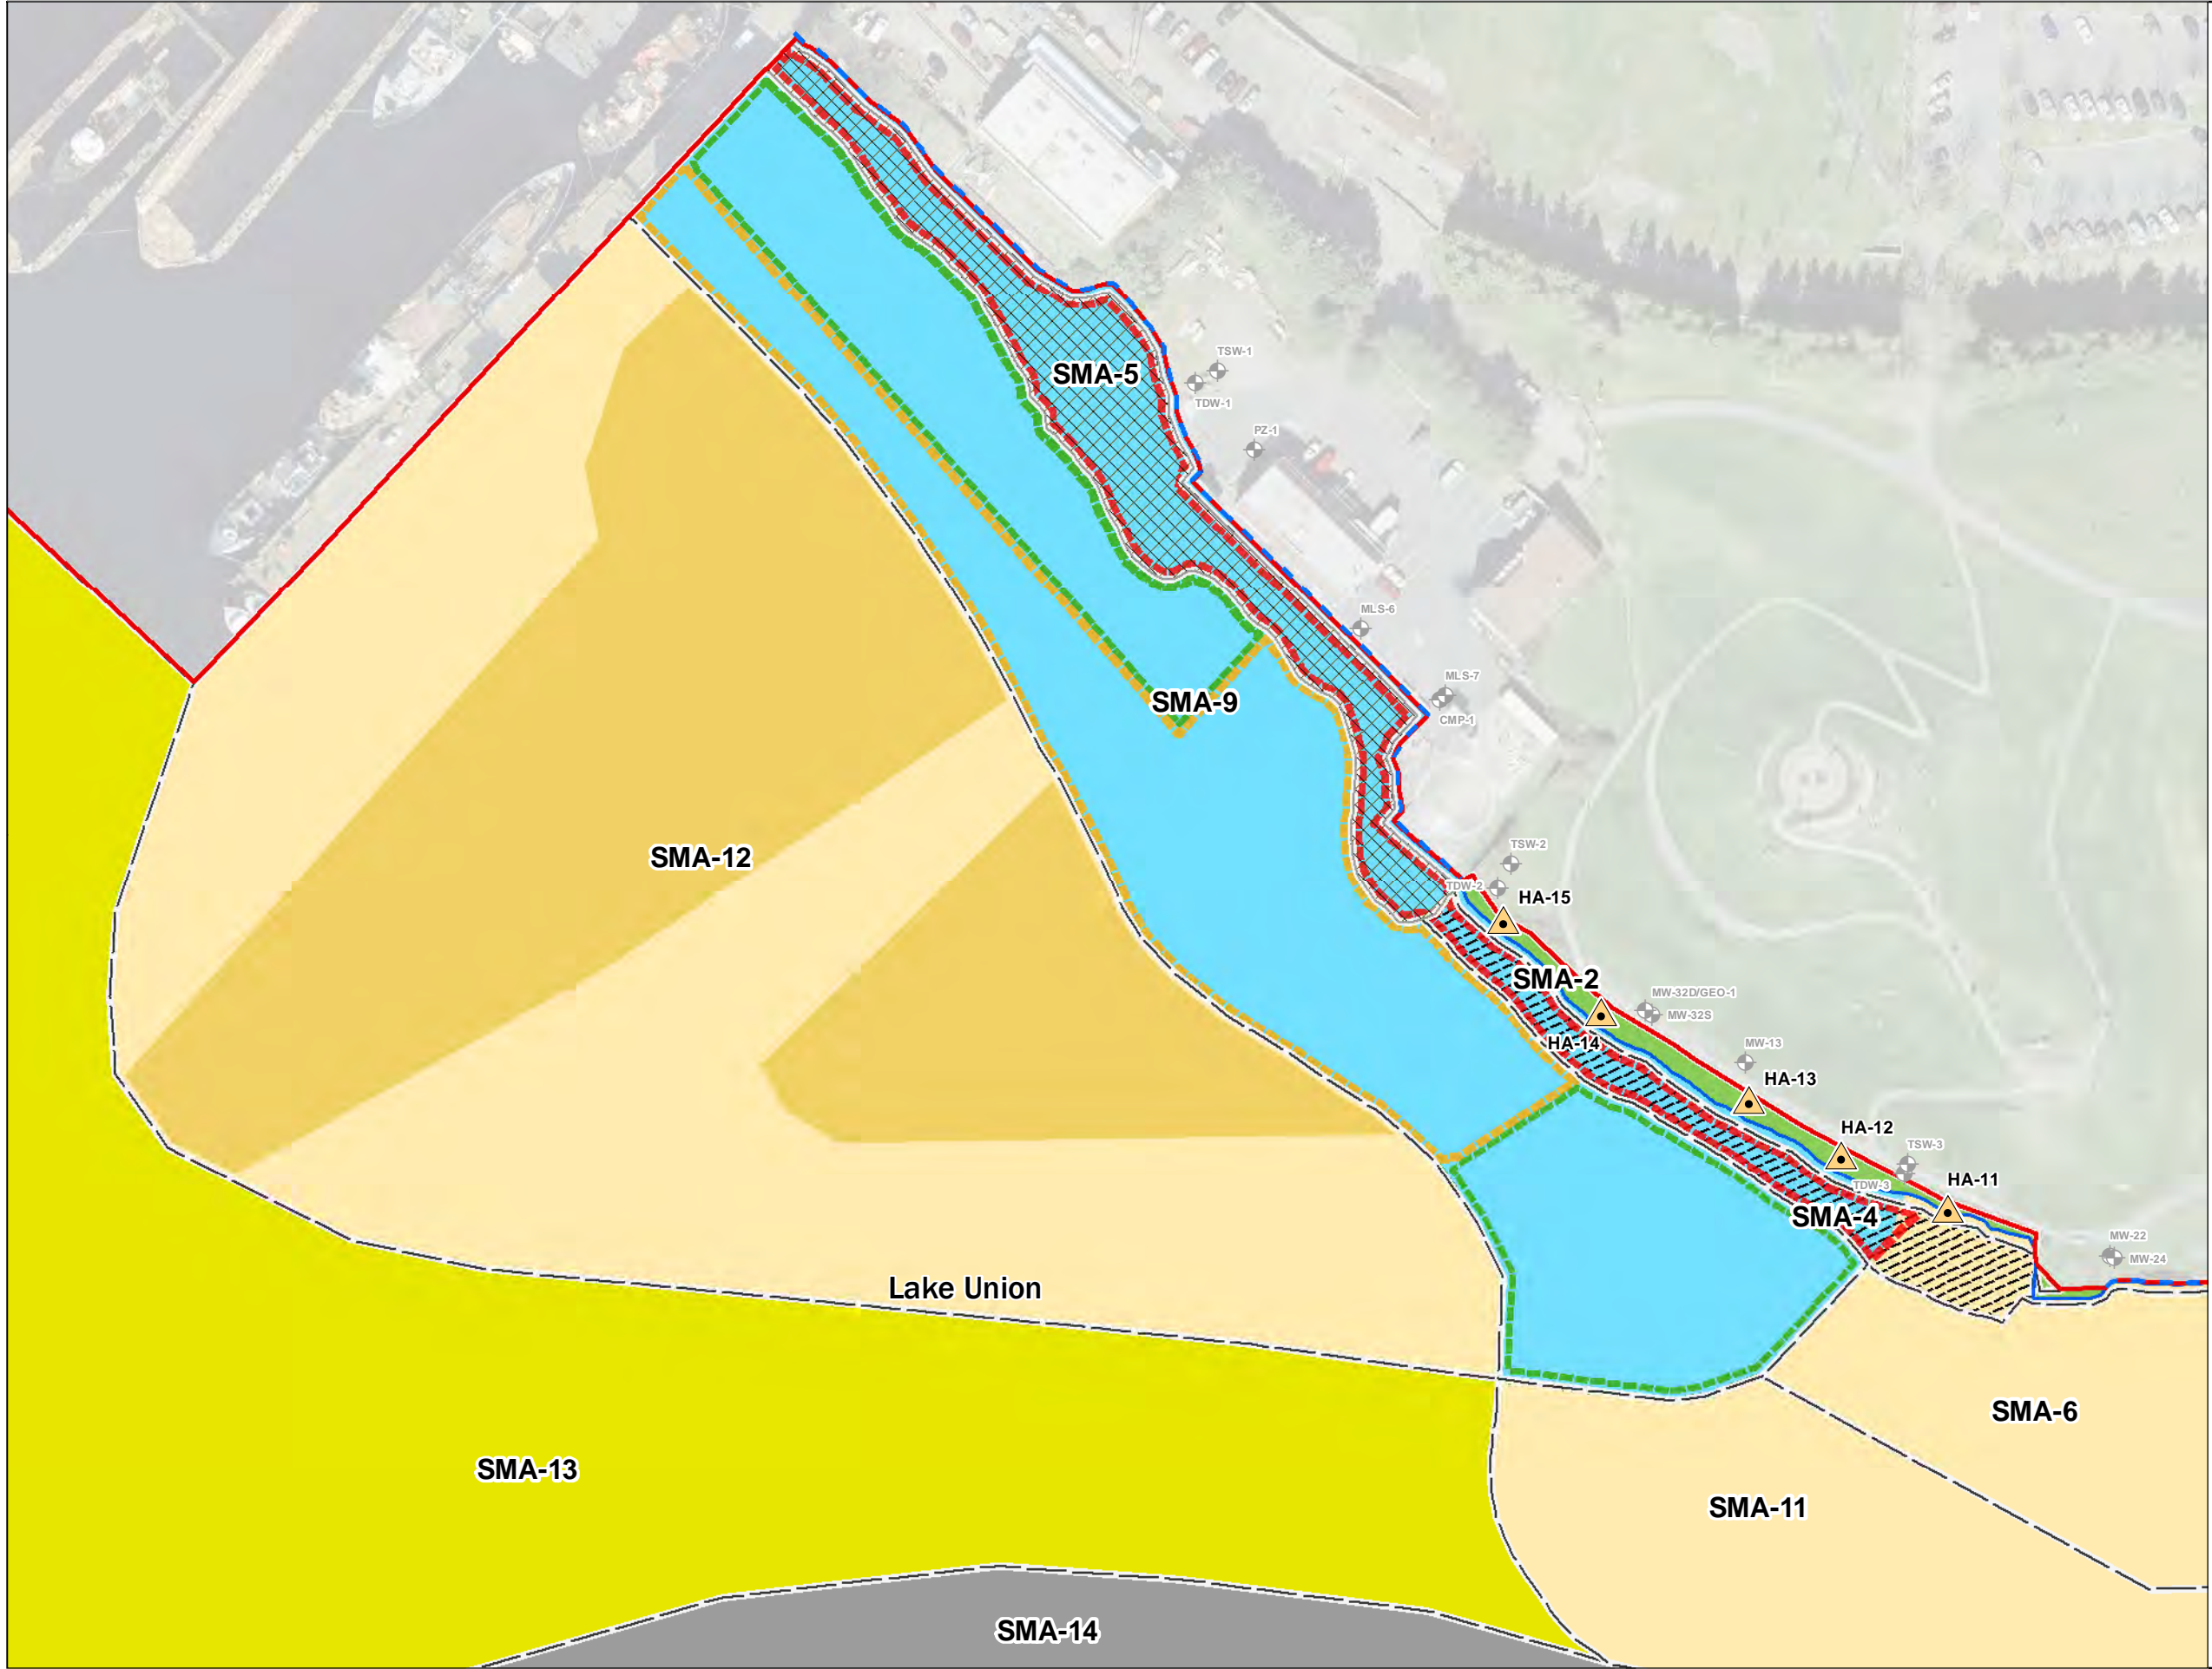 TSW-1
SMA-5
TDW-1
PZ-1
MLS-6
MLS-7
SMA-9
CMP-1
TSW-2
SMA-12
TDW-2
HA-15
SMA-2
MW-32D/GEO-1
MW-32S
HA-14
MW-13
HA-13
HA-12
TSW-3
HA-11
TDW-3
SMA-4
MW-22
MW-24
Lake Union
SMA-6
SMA-13
SMA-11
SMA-14